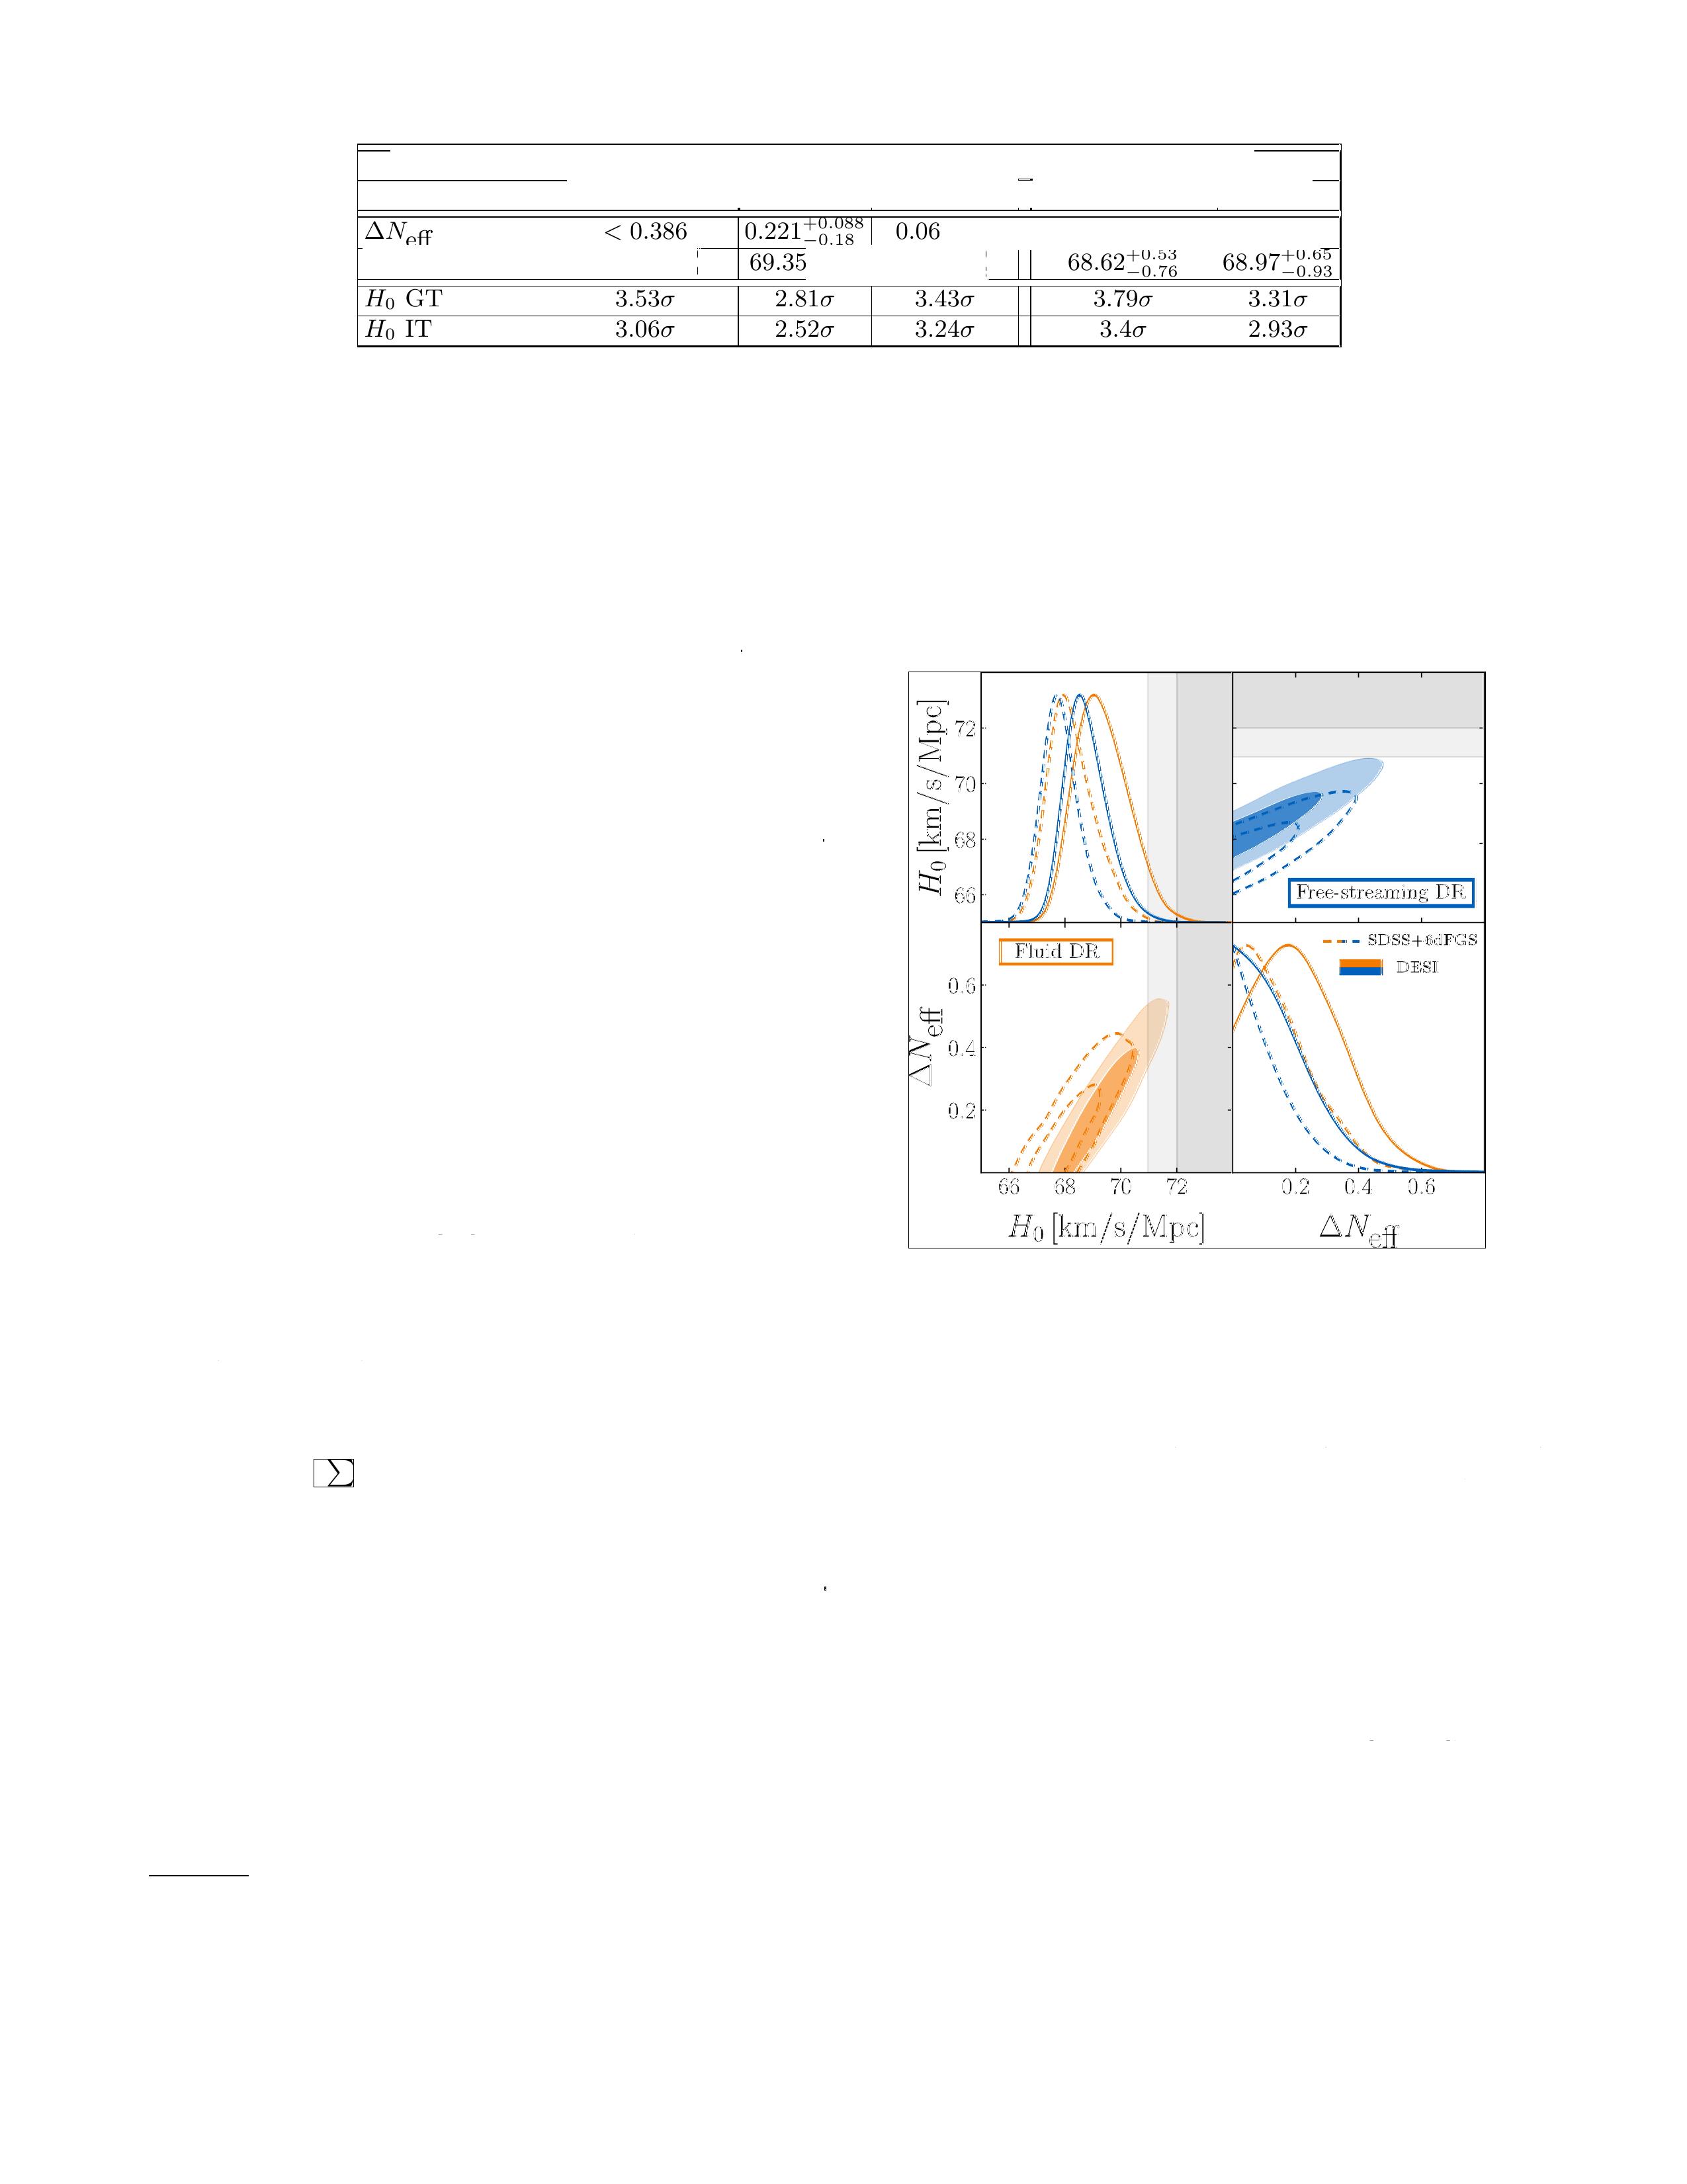 ΔN_eff < 0.386 0.221^{+0.088}_{−0.18} 0.06
69.35 68.62^{+0.53}_{−0.76} 68.97^{+0.65}_{−0.93}
H₀ GT 3.53σ 2.81σ 3.43σ 3.79σ 3.31σ
H₀ IT 3.06σ 2.52σ 3.24σ 3.4σ 2.93σ
H₀ [km/s/Mpc]
72
70
68
66
Free-streaming DR
Fluid DR
SDSS+6dFGS
DESI
ΔN_eff
0.6
0.4
0.2
66 68 70 72 0.2 0.4 0.6
H₀ [km/s/Mpc] ΔN_eff
Σ